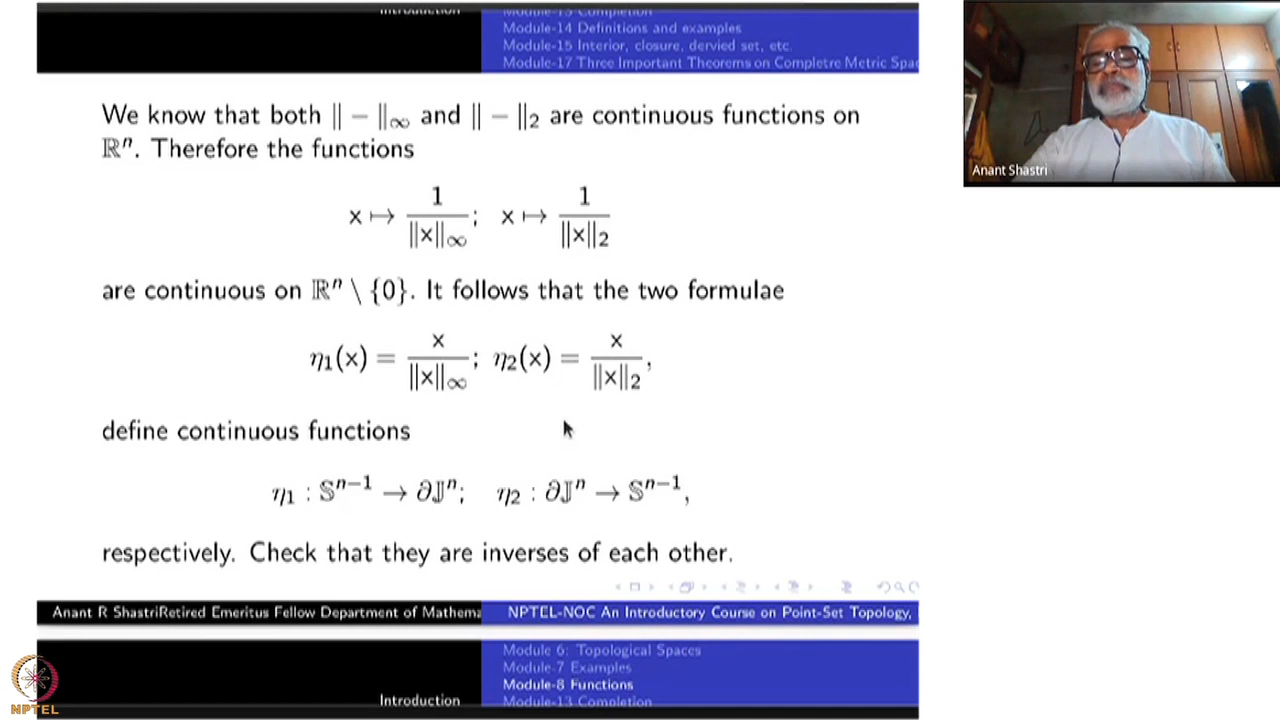 Introduction
Module-13 Completion
Module-14 Definitions and examples
Module-15 Interior, closure, dervied set, etc.
Module-17 Three Important Theorems on Completre Metric Spac
We know that both ‖ − ‖∞ and ‖ − ‖₂ are continuous functions on
ℝⁿ. Therefore the functions
x ↦ 1/‖x‖∞; x ↦ 1/‖x‖₂
are continuous on ℝⁿ \ {0}. It follows that the two formulae
η₁(x) = x/‖x‖∞; η₂(x) = x/‖x‖₂,
define continuous functions
η₁ : 𝕊ⁿ⁻¹ → ∂𝕁ⁿ; η₂ : ∂𝕁ⁿ → 𝕊ⁿ⁻¹,
respectively. Check that they are inverses of each other.
Anant R ShastriRetired Emeritus Fellow Department of Mathema
NPTEL-NOC An Introductory Course on Point-Set Topology,
Module 6: Topological Spaces
Module-7 Examples
Module-8 Functions
Module-13 Completion
Introduction
Anant Shastri
NPTEL